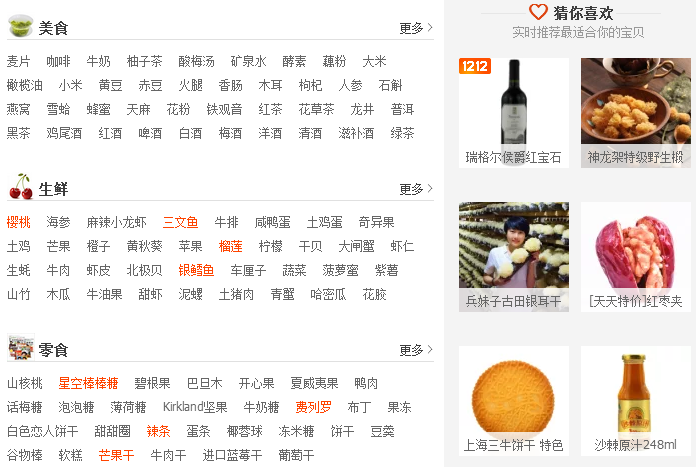 美食 更多
麦片 咖啡 牛奶 柚子茶 酸梅汤 矿泉水 酵素 藕粉 大米
橄榄油 小米 黄豆 赤豆 火腿 香肠 木耳 枸杞 人参 石斛
燕窝 雪蛤 蜂蜜 天麻 花粉 铁观音 红茶 花草茶 龙井 普洱
黑茶 鸡尾酒 红酒 啤酒 白酒 梅酒 洋酒 清酒 滋补酒 绿茶
生鲜 更多
樱桃 海参 麻辣小龙虾 三文鱼 牛排 咸鸭蛋 土鸡蛋 奇异果
土鸡 芒果 橙子 黄秋葵 苹果 榴莲 柠檬 干贝 大闸蟹 虾仁
生蚝 牛肉 虾皮 北极贝 银鳕鱼 车厘子 蔬菜 菠萝蜜 紫薯
山竹 木瓜 牛油果 甜虾 泥螺 土猪肉 青蟹 哈密瓜 花胶
零食 更多
山核桃 星空棒棒糖 碧根果 巴旦木 开心果 夏威夷果 鸭肉
话梅糖 泡泡糖 薄荷糖 Kirkland坚果 牛奶糖 费列罗 布丁 果冻
白色恋人饼干 甜甜圈 辣条 蛋条 椰蓉球 冻米糖 饼干 豆羹
谷物棒 软糕 芒果干 牛肉干 进口蓝莓干 葡萄干
猜你喜欢
实时推荐最适合你的宝贝
1212
瑞格尔侯爵红宝石
神龙架特级野生椴
兵妹子古田银耳干
[天天特价]红枣夹
上海三牛饼干 特色
沙棘原汁248ml